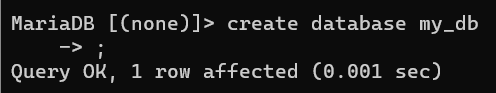 MariaDB [(none)]> create database my_db
    -> ;
Query OK, 1 row affected (0.001 sec)